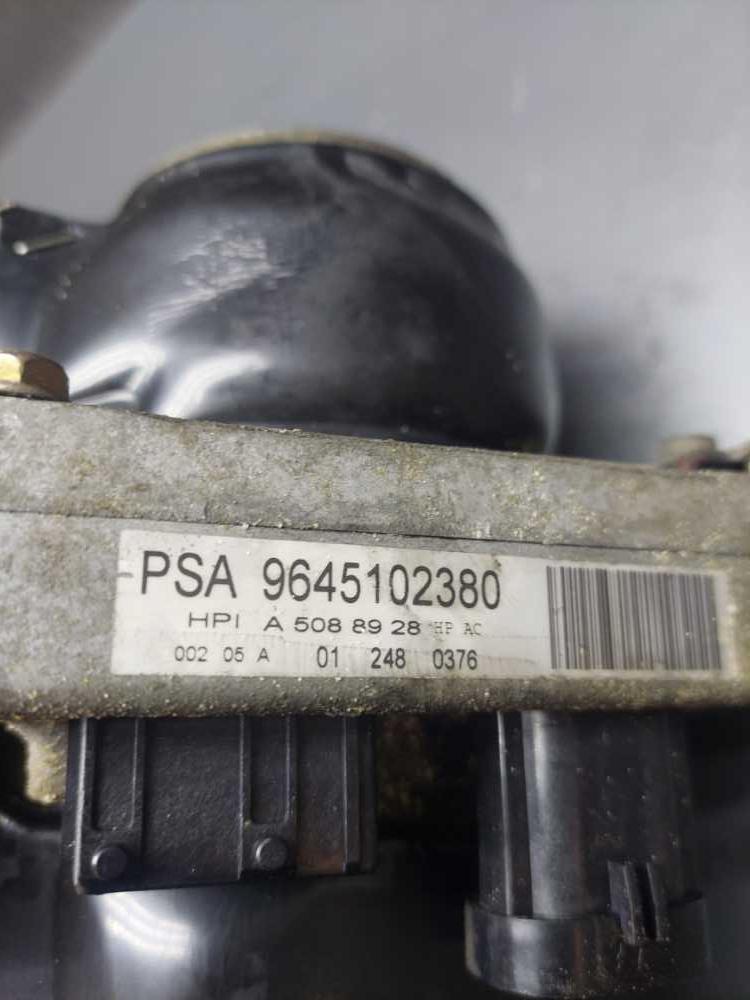 PSA 9645102380
HPI A 508 89 28 HP AC
002 05 A 01 248 0376